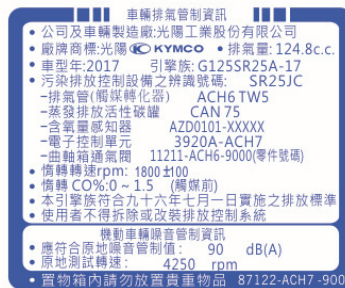 車輛排氣管制資訊
• 公司及車輛製造廠:光陽工業股份有限公司
• 廠牌商標:光陽 KYMCO • 排氣量:124.8c.c.
• 車型年:2017 引擎族:G125SR25A-17
• 污染排放控制設備之辨識號碼: SR25JC
-排氣管(觸媒轉化器) ACH6 TW5
-蒸發排放活性碳罐 CAN 75
-含氧量感知器 AZD0101-XXXXX
-電子控制單元 3920A-ACH7
-曲軸箱通氣閥 11211-ACH6-9000(零件號碼)
• 惰轉轉速rpm: 1800±100
• 惰轉 CO%:0 ~ 1.5 (觸媒前)
• 本引擎族符合九十六年七月一日實施之排放標準
• 使用者不得拆除或改裝排放控制系統
機動車輛噪音管制資訊
• 應符合原地噪音管制值: 90 dB(A)
• 原地測試轉速: 4250 rpm
• 置物箱內請勿放置貴重物品 87122-ACH7-900